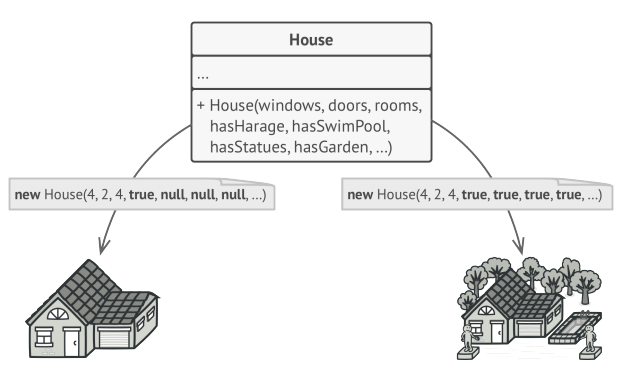 House
...
+ House(windows, doors, rooms,
hasHarage, hasSwimPool,
hasStatues, hasGarden, ...)
new House(4, 2, 4, true, null, null, null, ...)
new House(4, 2, 4, true, true, true, true, ...)